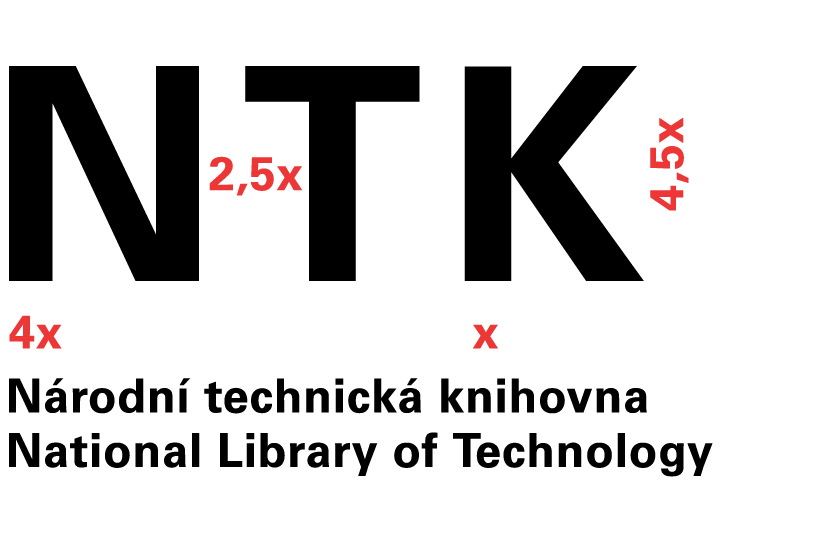 NTK
2,5x
4,5x
4x
x
Národní technická knihovna
National Library of Technology